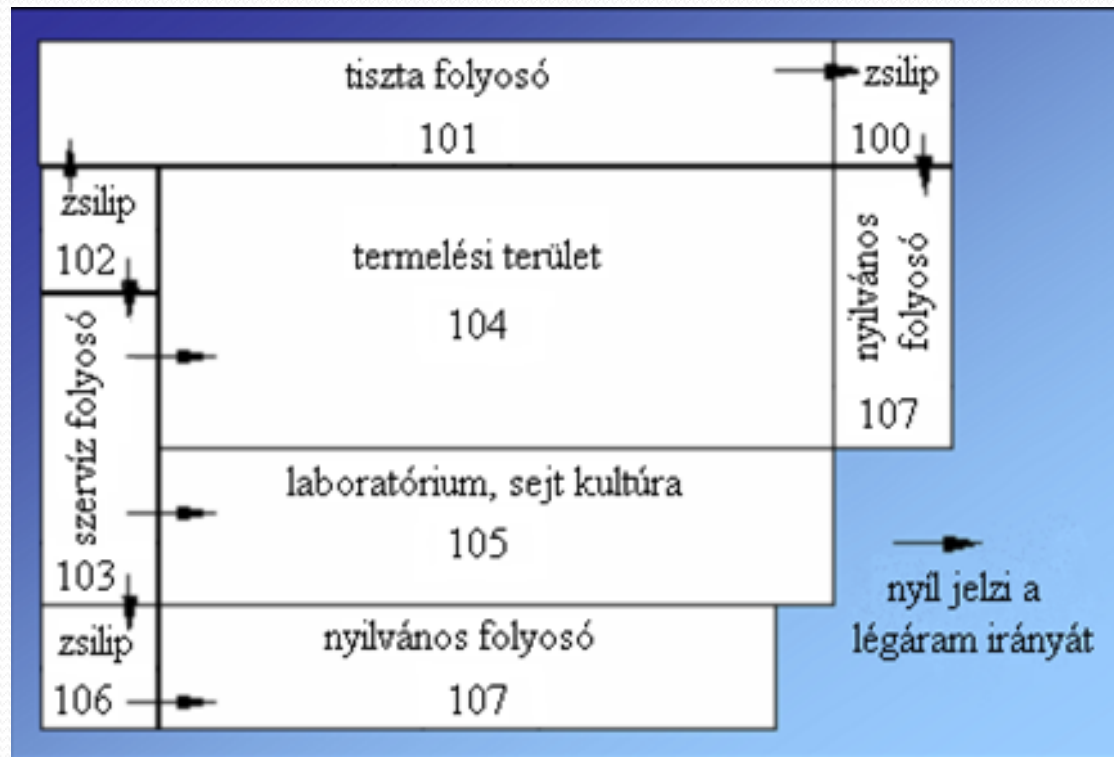 tiszta folyosó
101
zsilip
100
zsilip
102
termelési terület
104
nyilvános
folyosó
107
szervíz folyosó
103
laboratórium, sejt kultúra
105
zsilip
106
nyilvános folyosó
107
nyíl jelzi a
légáram irányát